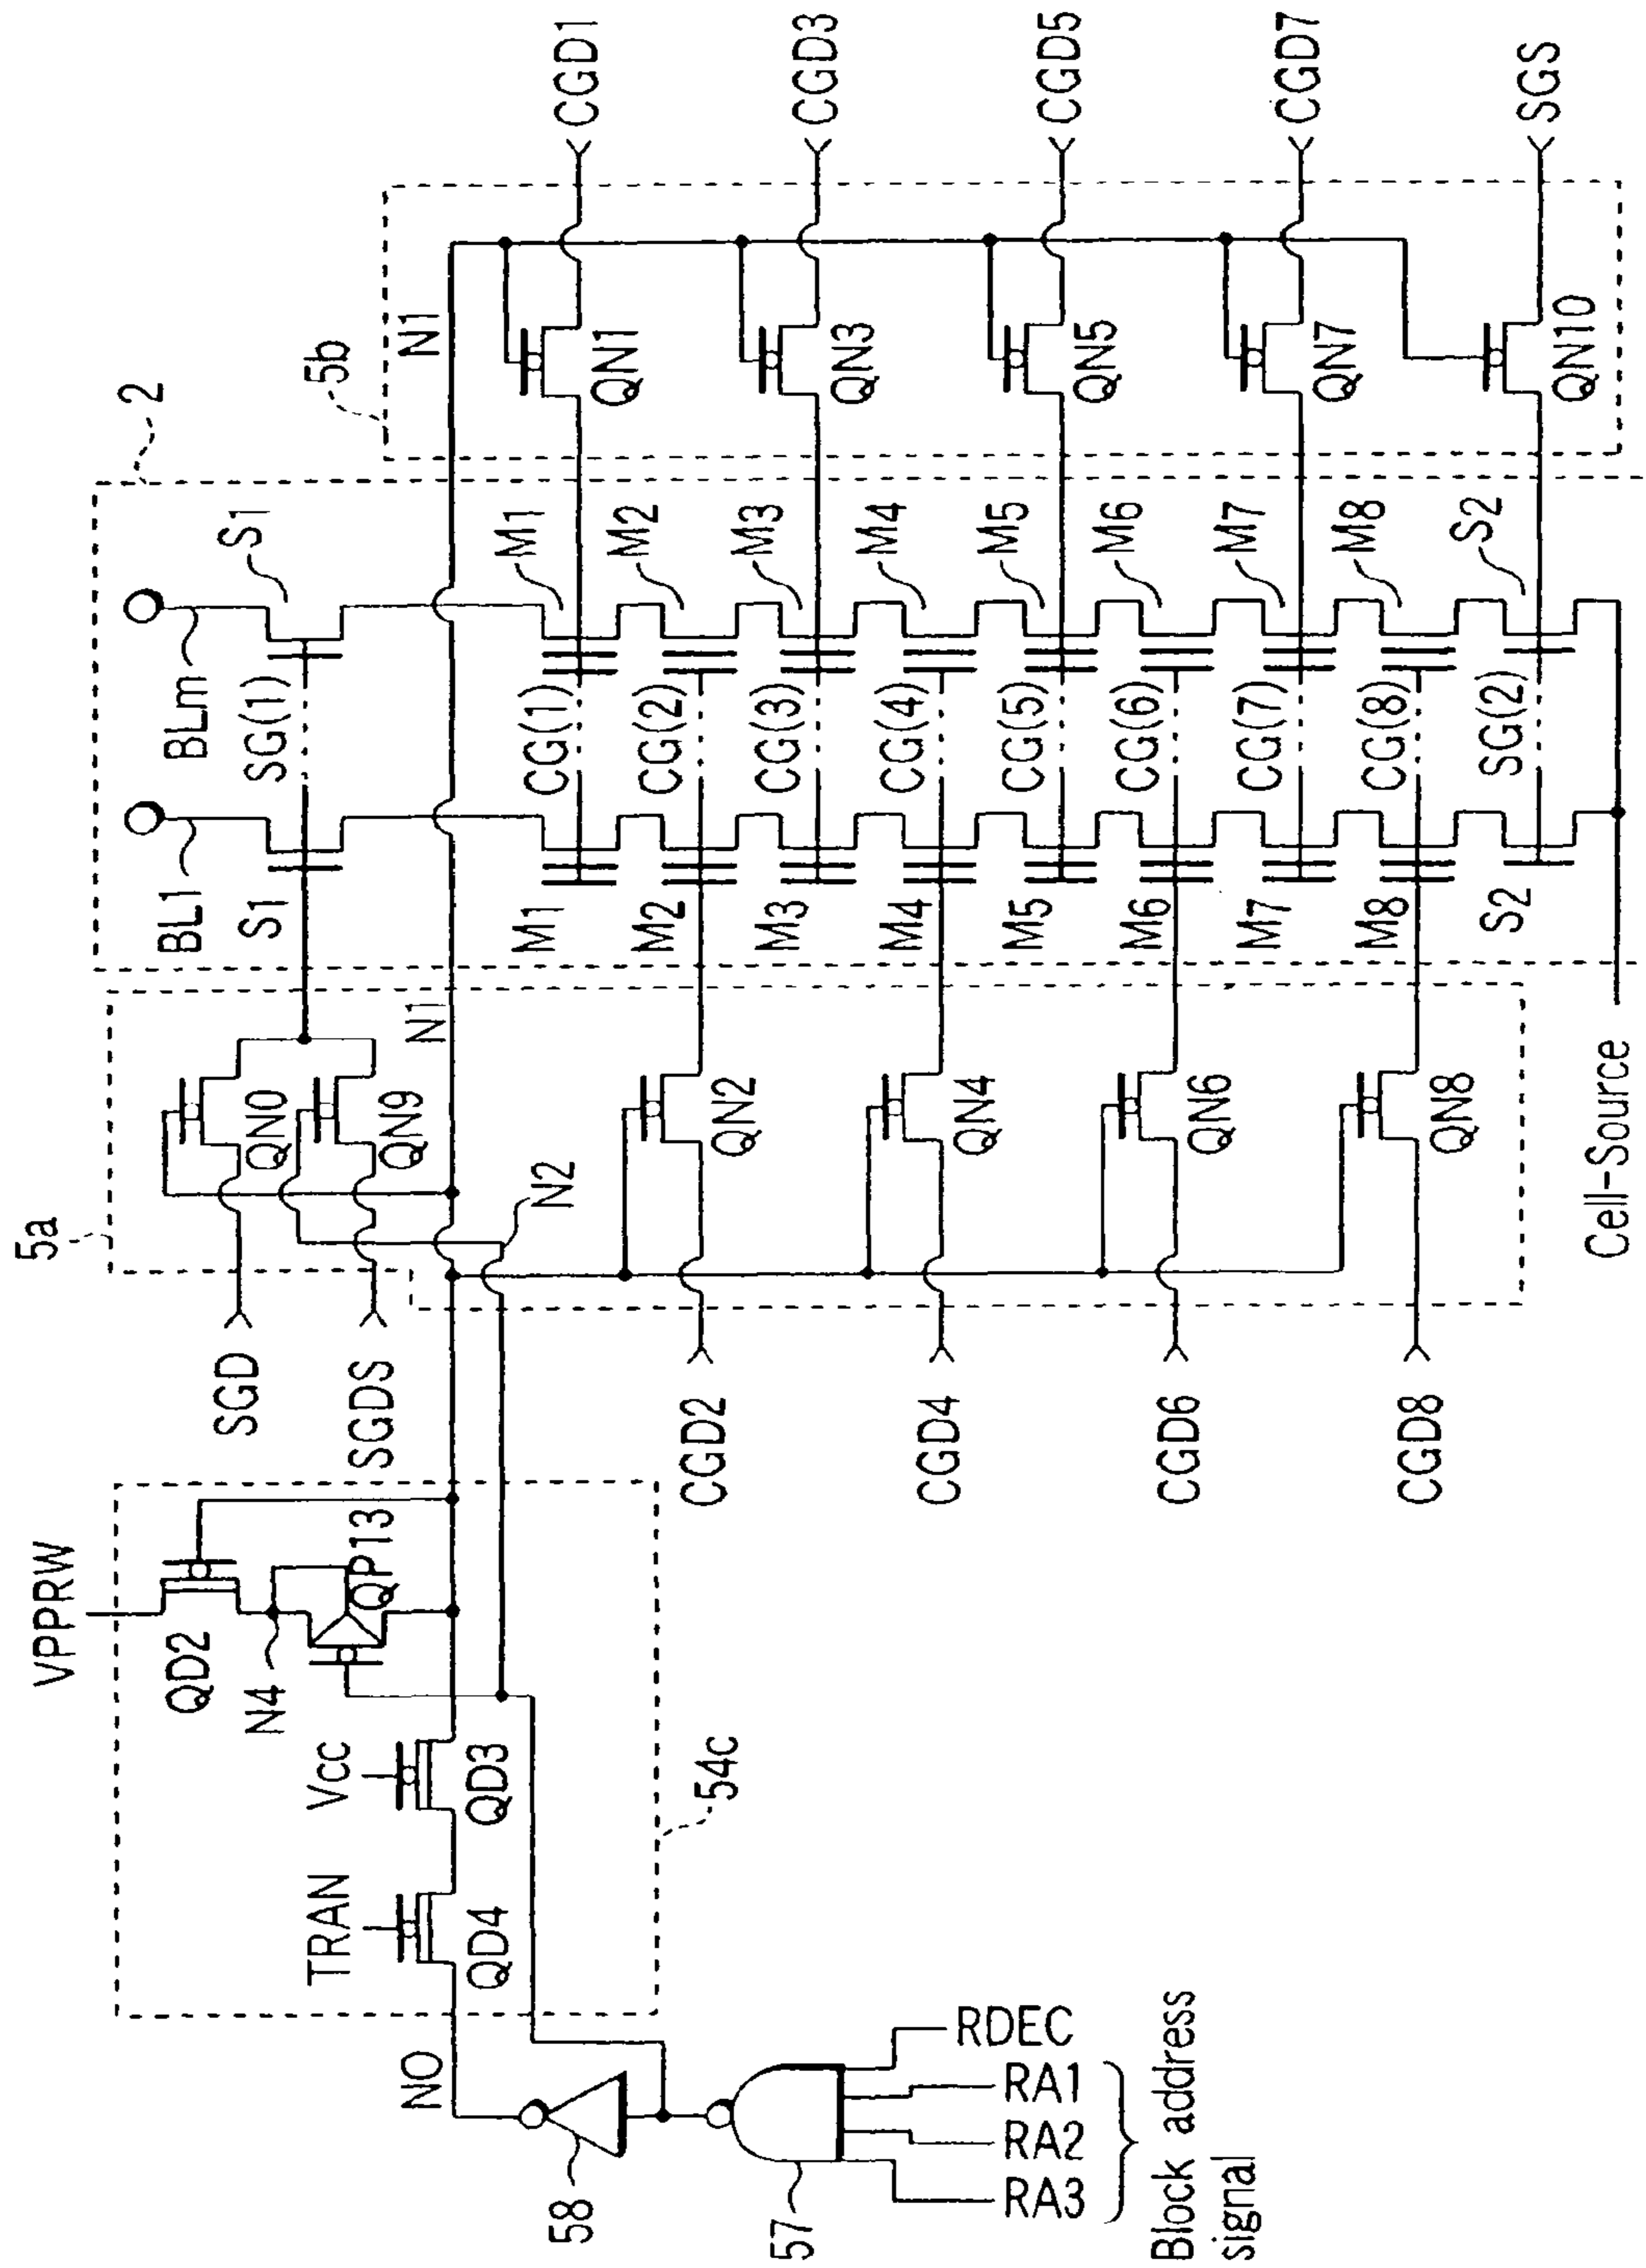 VPPRW
QD2
N4
QP13
Vcc
QD3
TRAN
QD4
54c
NO
58
57
RDEC
RA1
RA2
RA3
Block address
signal
5a
SGD
SGDS
QN0
QN9
N1
N2
CGD2
QN2
CGD4
QN4
CGD6
QN6
CGD8
QN8
2
BL1
BLm
S1
SG(1)
S1
M1
CG(1)
M1
M2
CG(2)
M2
M3
CG(3)
M3
M4
CG(4)
M4
M5
CG(5)
M5
M6
CG(6)
M6
M7
CG(7)
M7
M8
CG(8)
M8
S2
SG(2)
S2
Cell-Source
5b
N1
QN1
CGD1
QN3
CGD3
QN5
CGD5
QN7
CGD7
QN10
SGS